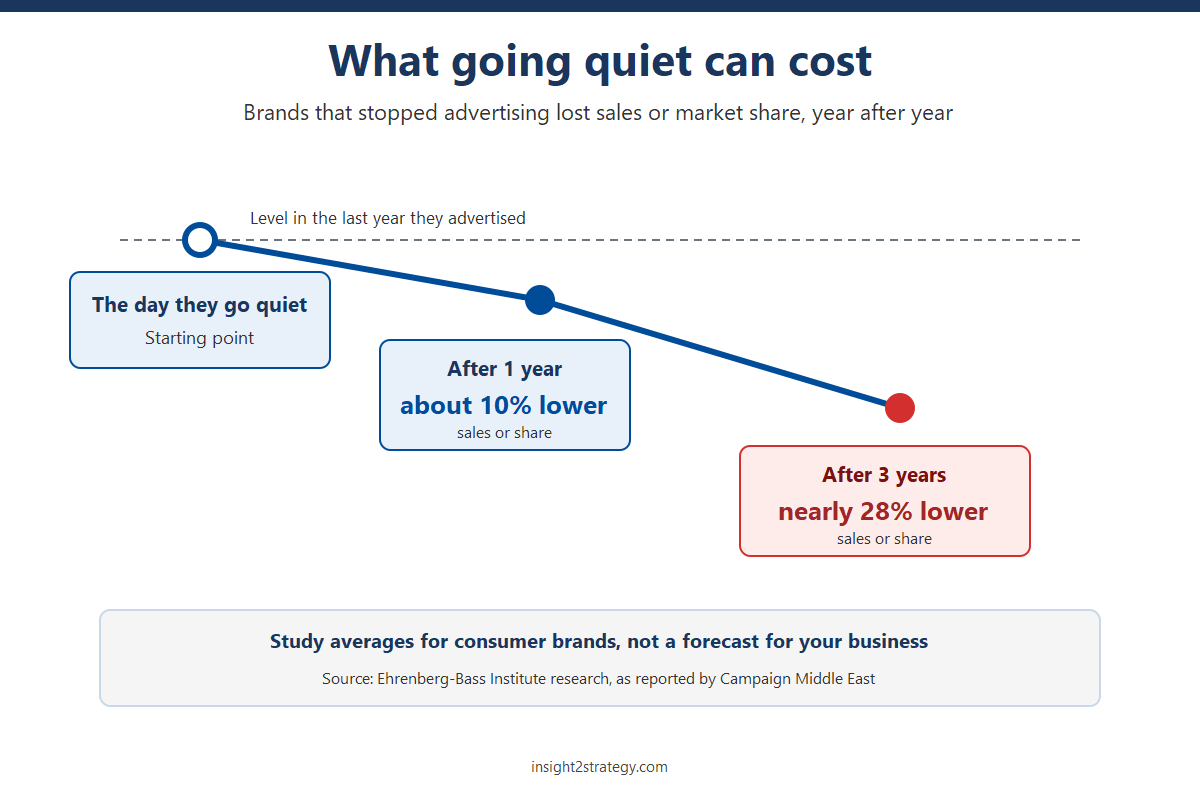 What going quiet can cost
Brands that stopped advertising lost sales or market share, year after year
Level in the last year they advertised
The day they go quiet
Starting point
After 1 year
about 10% lower
sales or share
After 3 years
nearly 28% lower
sales or share
Study averages for consumer brands, not a forecast for your business
Source: Ehrenberg-Bass Institute research, as reported by Campaign Middle East
insight2strategy.com